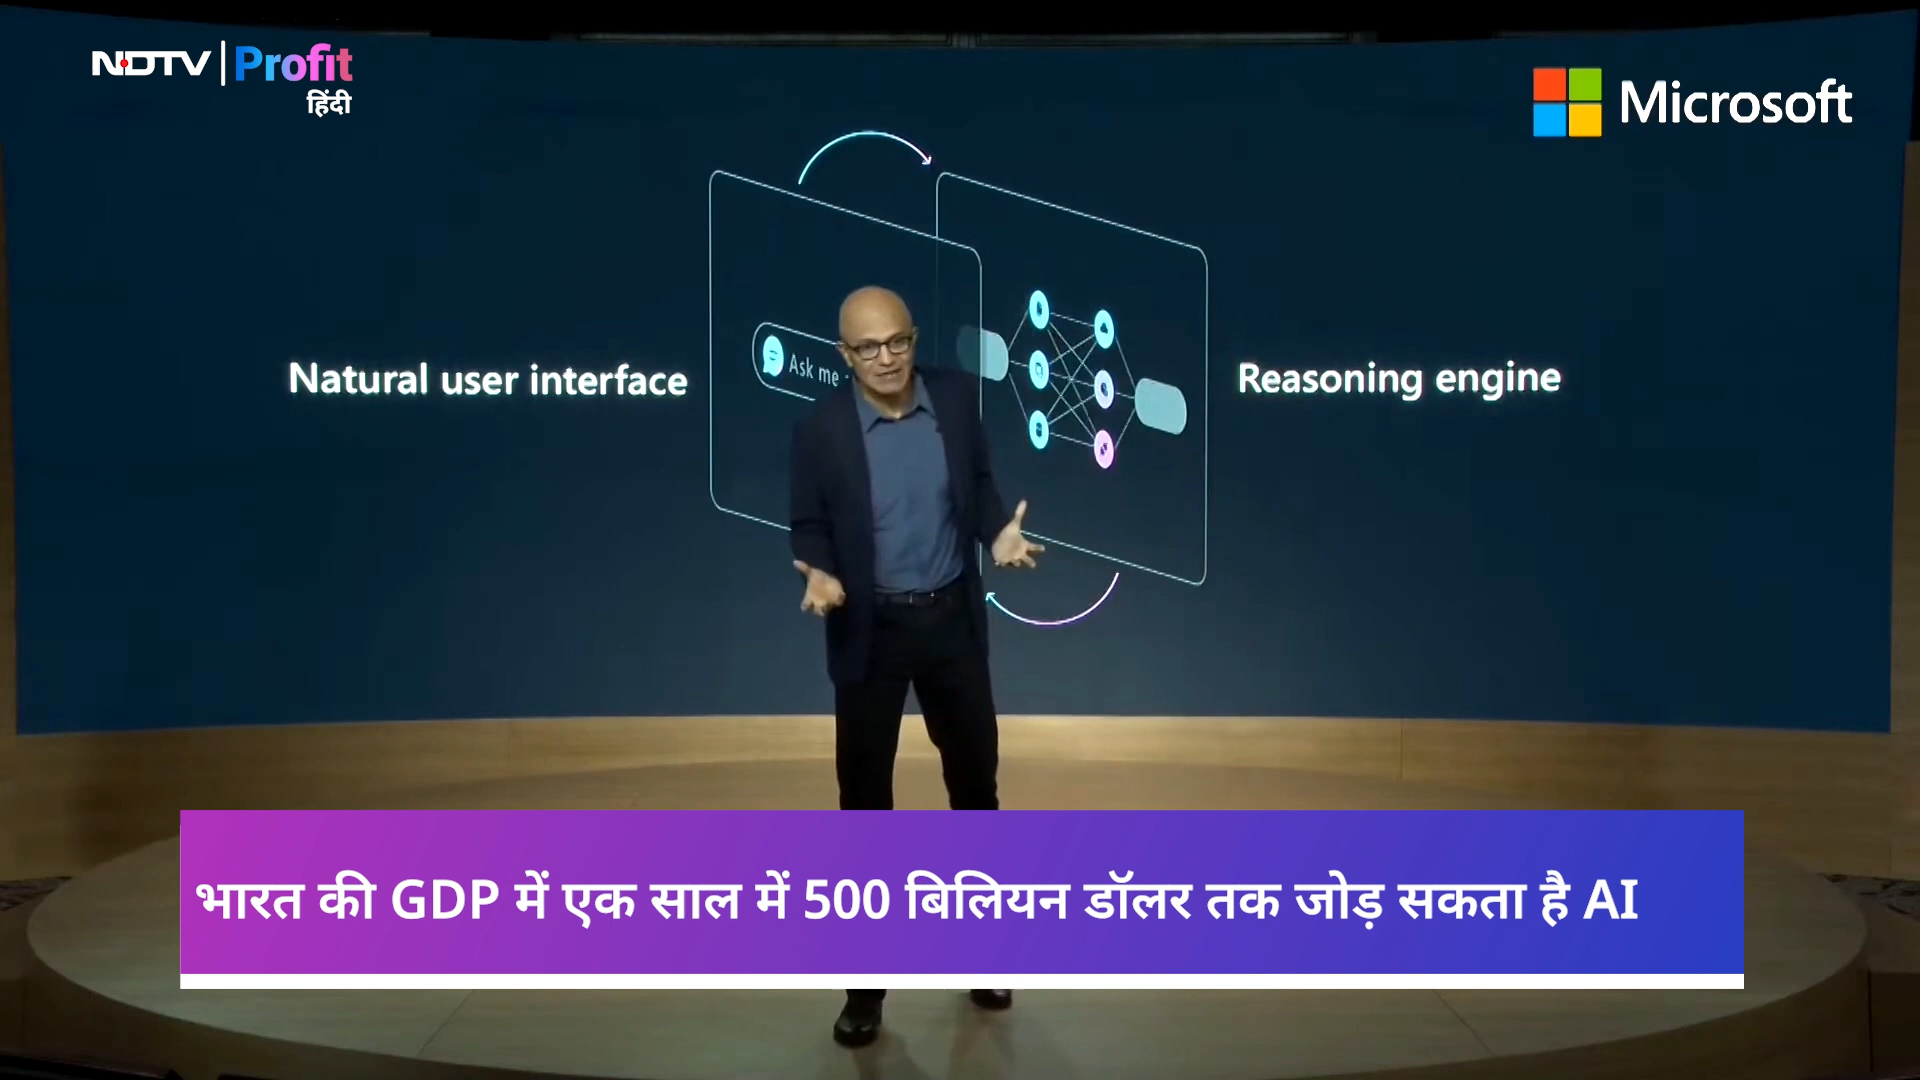 NDTV Profit
हिंदी
Microsoft
Natural user interface
Ask me
Reasoning engine
भारत की GDP में एक साल में 500 बिलियन डॉलर तक जोड़ सकता है AI